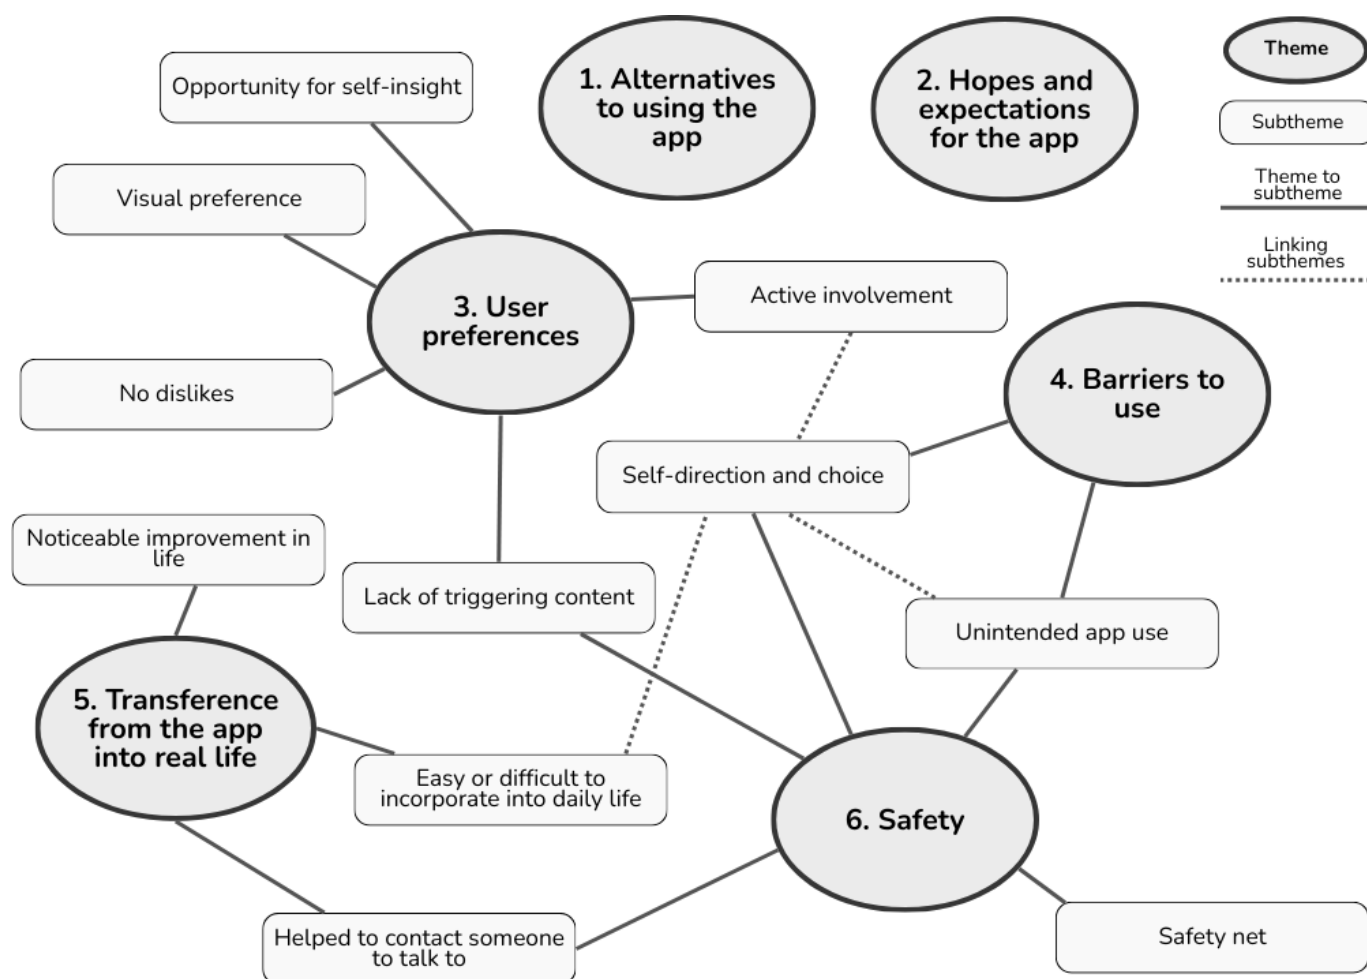 Opportunity for self-insight
1. Alternatives
to using the
app
2. Hopes and
expectations
for the app
Theme
Subtheme
Theme to
subtheme
Linking
subthemes
Visual preference
3. User
preferences
Active involvement
No dislikes
4. Barriers to
use
Self-direction and choice
Noticeable improvement in
life
Lack of triggering content
Unintended app use
5. Transference
from the app
into real life
Easy or difficult to
incorporate into daily life
6. Safety
Helped to contact someone
to talk to
Safety net